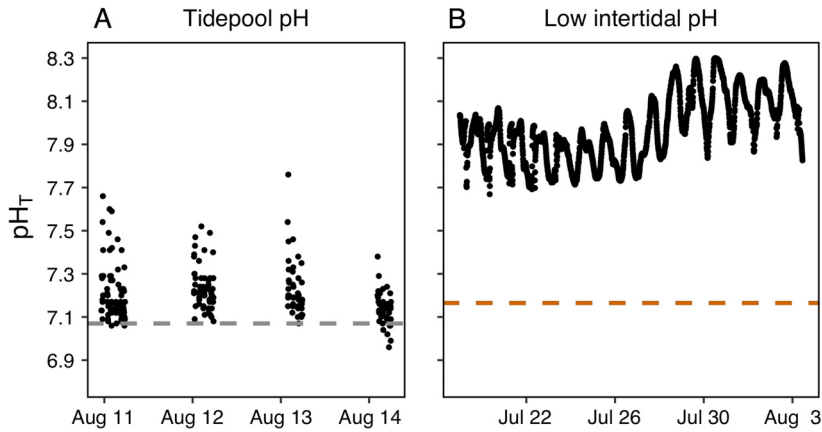 A Tidepool pH
B Low intertidal pH
pHT
8.3
8.1
7.9
7.7
7.5
7.3
7.1
6.9
Aug 11 Aug 12 Aug 13 Aug 14
Jul 22 Jul 26 Jul 30 Aug 3